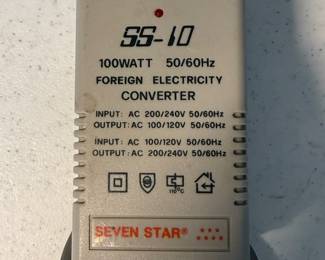 SS-10
100WATT 50/60Hz
FOREIGN ELECTRICITY
CONVERTER
INPUT: AC 200/240V 50/60Hz
OUTPUT: AC 100/120V 50/60Hz
INPUT: AC 100/120V 50/60Hz
OUTPUT: AC 200/240V 50/60Hz
110°C
SEVEN STAR®